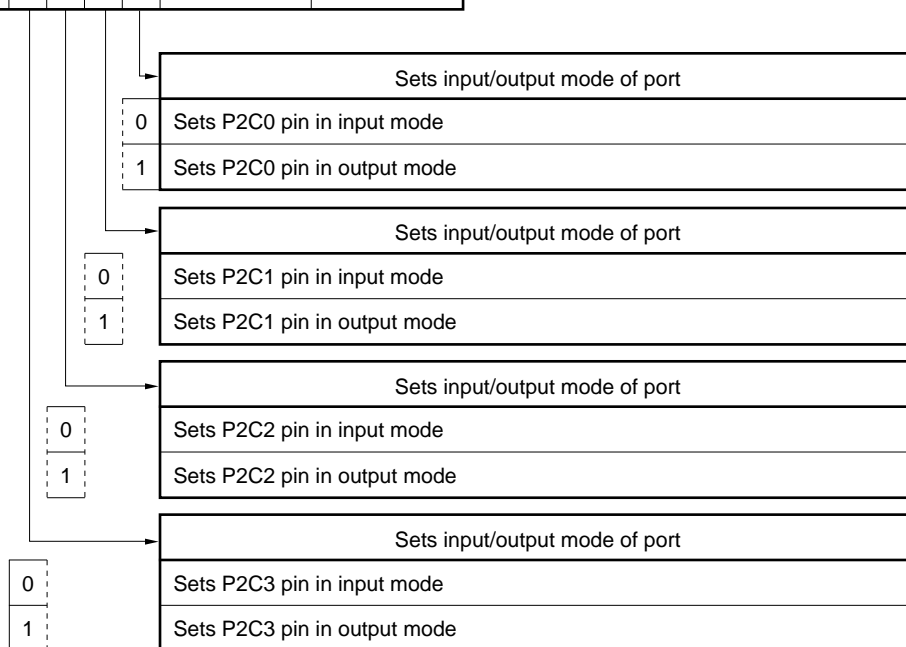 Sets input/output mode of port
0 Sets P2C0 pin in input mode
1 Sets P2C0 pin in output mode
Sets input/output mode of port
0 Sets P2C1 pin in input mode
1 Sets P2C1 pin in output mode
Sets input/output mode of port
0 Sets P2C2 pin in input mode
1 Sets P2C2 pin in output mode
Sets input/output mode of port
0 Sets P2C3 pin in input mode
1 Sets P2C3 pin in output mode